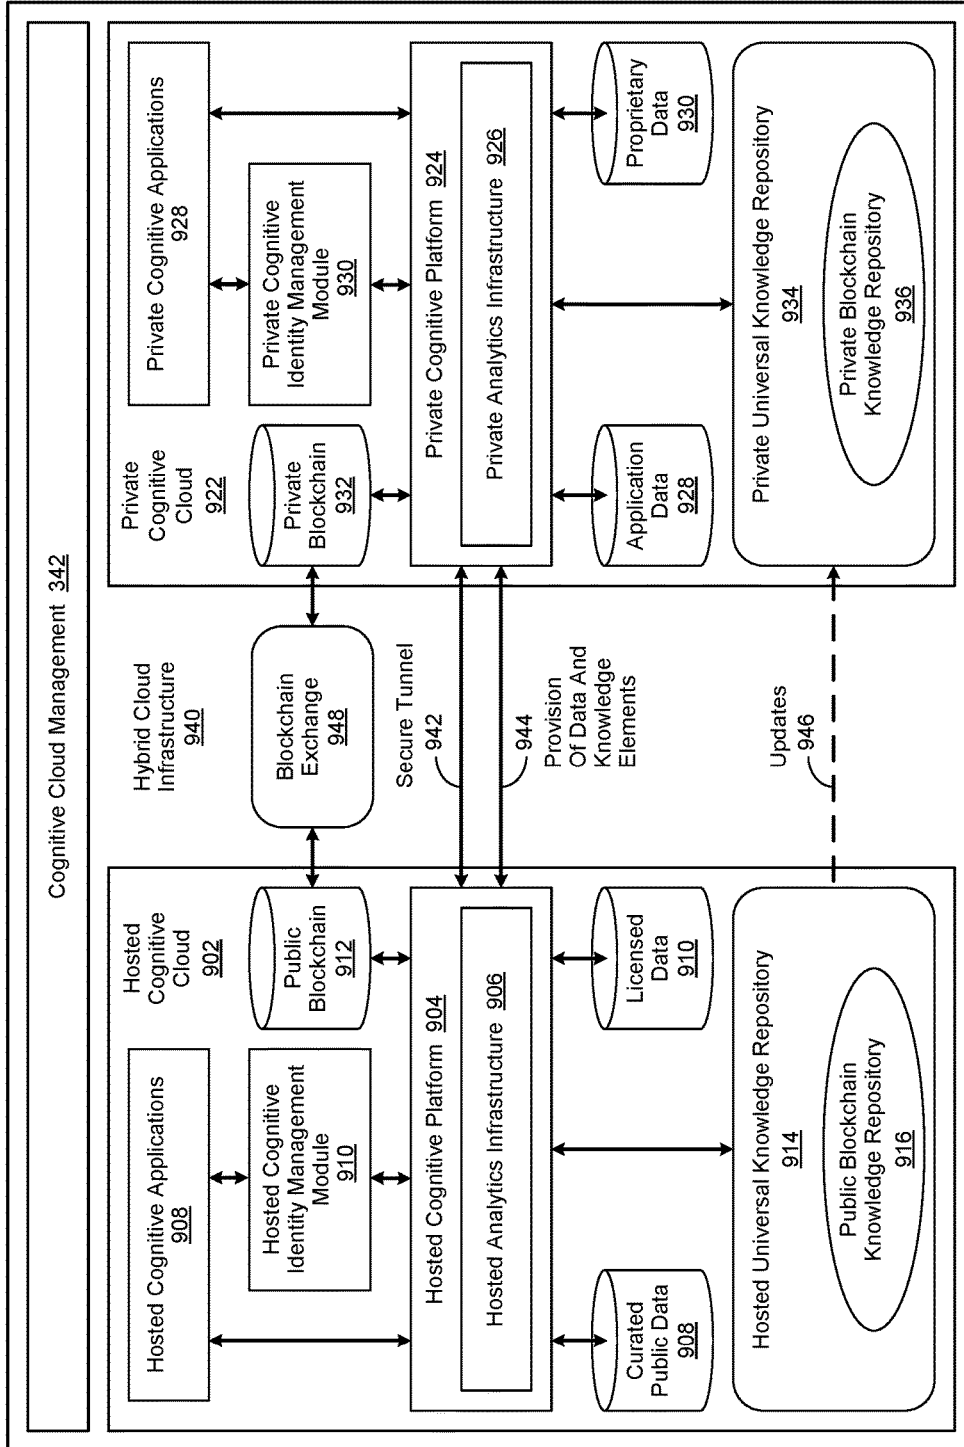 Cognitive Cloud Management 342
Hosted
Cognitive
Cloud
902
Hosted Cognitive Applications
908
Hosted Cognitive
Identity Management
Module
910
Public
Blockchain
912
Hosted Cognitive Platform 904
Hosted Analytics Infrastructure 906
Curated
Public Data
908
Licensed
Data
910
Hosted Universal Knowledge Repository
914
Public Blockchain
Knowledge Repository
916
Hybrid Cloud
Infrastructure
940
Blockchain
Exchange
948
Secure Tunnel
942
944
Provision
Of Data And
Knowledge
Elements
Updates
946
Private
Cognitive
Cloud
922
Private Cognitive Applications
928
Private
Blockchain
932
Private Cognitive
Identity Management
Module
930
Private Cognitive Platform 924
Private Analytics Infrastructure 926
Application
Data
928
Proprietary
Data
930
Private Universal Knowledge Repository
934
Private Blockchain
Knowledge Repository
936